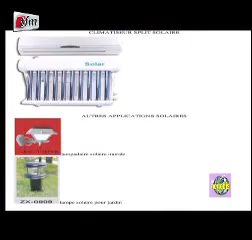 CLIMATISEUR SPLIT SOLAIRE
Solar
AUTRES APPLICATIONS SOLAIRES
lampadaire solaire murale
ZX-0809
lampe solaire pour jardin